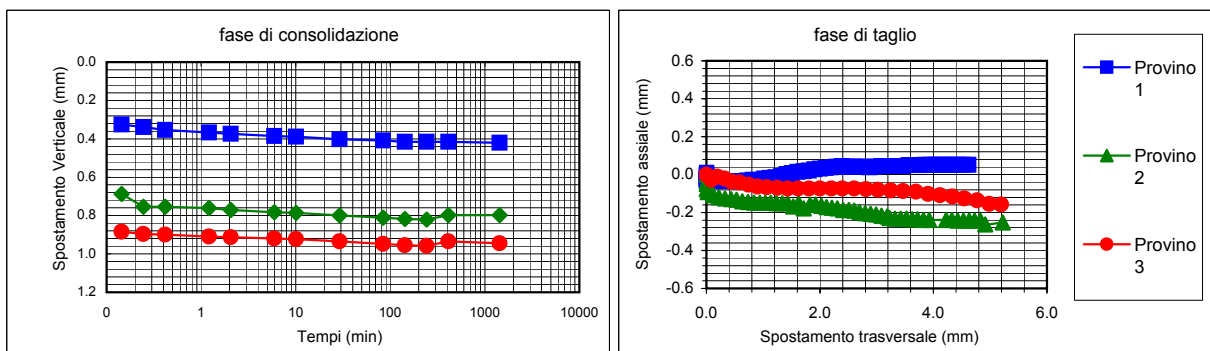 fase di consolidazione
0.0
0.2
0.4
0.6
0.8
1.0
1.2
Spostamento Verticale (mm)
0 1 10 100 1000 10000
Tempi (min)
fase di taglio
0.6
0.4
0.2
0.0
-0.2
-0.4
-0.6
Spostamento assiale (mm)
0.0 2.0 4.0 6.0
Spostamento trasversale (mm)
Provino
1
Provino
2
Provino
3